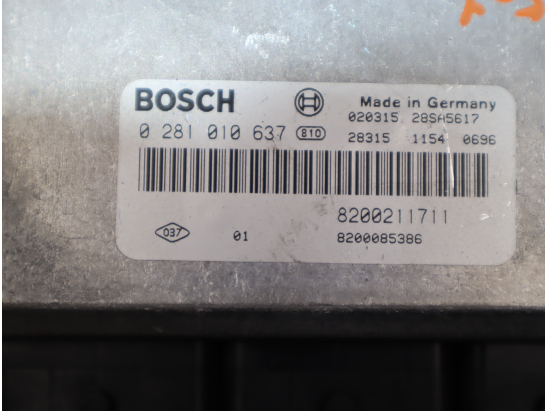 BOSCH
Made in Germany
020315 28SA5617
0 281 010 637 810
28315 1154 0696
8200211711
037 01 8200085386